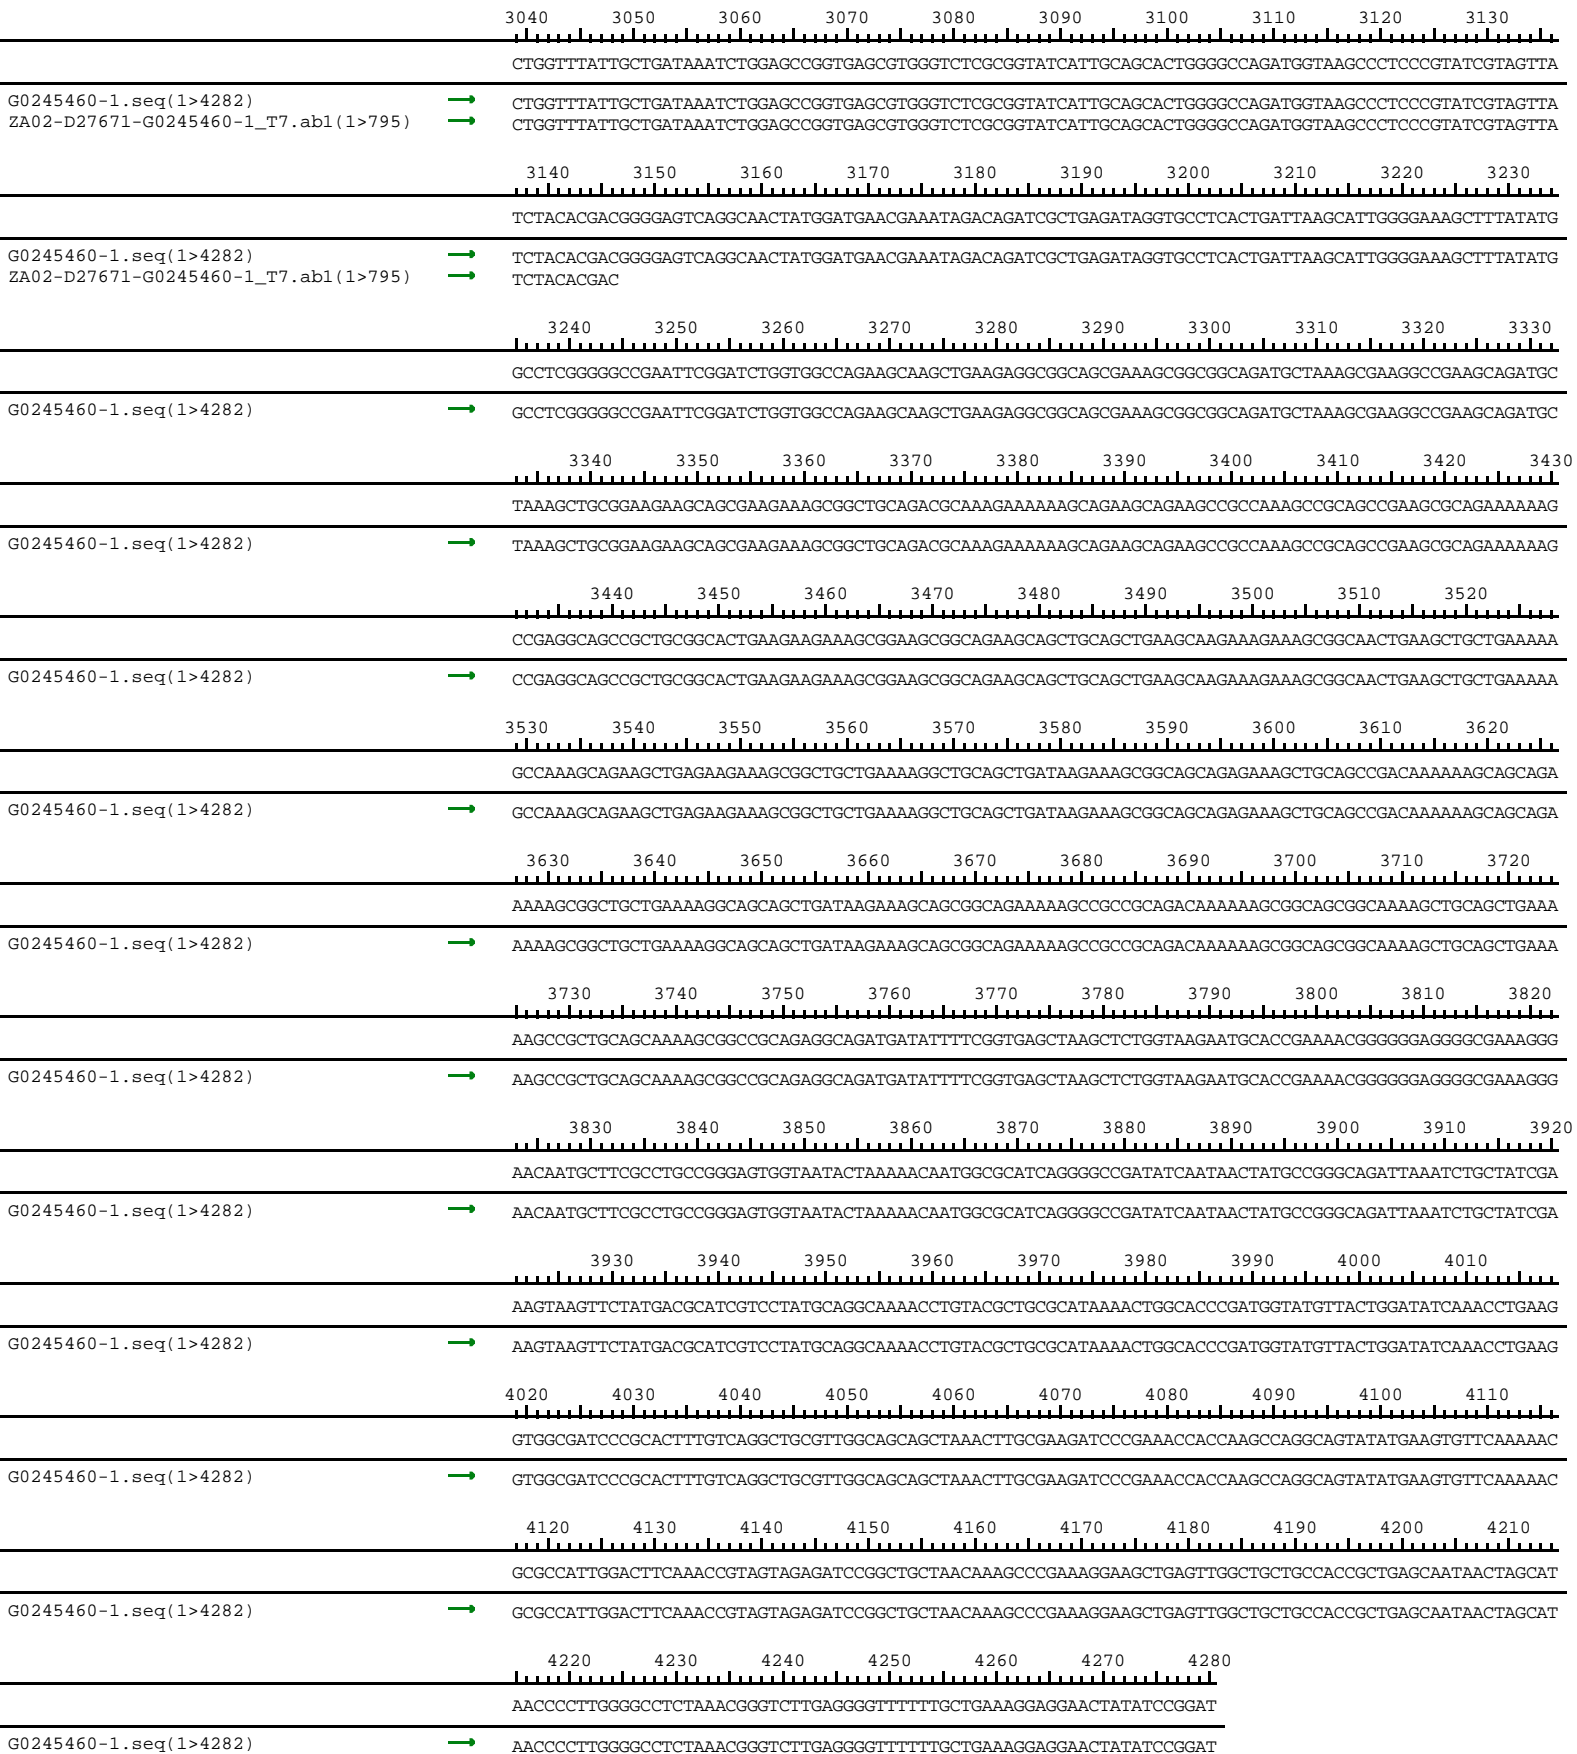 3040 3050 3060 3070 3080 3090 3100 3110 3120 3130
CTGGTTTATTGCTGATAAATCTGGAGCCGGTGAGCGTGGGTCTCGCGGTATCATTGCAGCACTGGGGCCAGATGGTAAGCCCTCCCGTATCGTAGTTA
G0245460-1.seq(1>4282) CTGGTTTATTGCTGATAAATCTGGAGCCGGTGAGCGTGGGTCTCGCGGTATCATTGCAGCACTGGGGCCAGATGGTAAGCCCTCCCGTATCGTAGTTA
ZA02-D27671-G0245460-1_T7.ab1(1>795) CTGGTTTATTGCTGATAAATCTGGAGCCGGTGAGCGTGGGTCTCGCGGTATCATTGCAGCACTGGGGCCAGATGGTAAGCCCTCCCGTATCGTAGTTA
3140 3150 3160 3170 3180 3190 3200 3210 3220 3230
TCTACACGACGGGGAGTCAGGCAACTATGGATGAACGAAATAGACAGATCGCTGAGATAGGTGCCTCACTGATTAAGCATTGGGGAAAGCTTTATATG
G0245460-1.seq(1>4282) TCTACACGACGGGGAGTCAGGCAACTATGGATGAACGAAATAGACAGATCGCTGAGATAGGTGCCTCACTGATTAAGCATTGGGGAAAGCTTTATATG
ZA02-D27671-G0245460-1_T7.ab1(1>795) TCTACACGAC
3240 3250 3260 3270 3280 3290 3300 3310 3320 3330
GCCTCGGGGGCCGAATTCGGATCTGGTGGCCAGAAGCAAGCTGAAGAGGCGGCAGCGAAAGCGGCGGCAGATGCTAAAGCGAAGGCCGAAGCAGATGC
G0245460-1.seq(1>4282) GCCTCGGGGGCCGAATTCGGATCTGGTGGCCAGAAGCAAGCTGAAGAGGCGGCAGCGAAAGCGGCGGCAGATGCTAAAGCGAAGGCCGAAGCAGATGC
3340 3350 3360 3370 3380 3390 3400 3410 3420 3430
TAAAGCTGCGGAAGAAGCAGCGAAGAAAGCGGCTGCAGACGCAAAGAAAAAAGCAGAAGCAGAAGCCGCCAAAGCCGCAGCCGAAGCGCAGAAAAAAG
G0245460-1.seq(1>4282) TAAAGCTGCGGAAGAAGCAGCGAAGAAAGCGGCTGCAGACGCAAAGAAAAAAGCAGAAGCAGAAGCCGCCAAAGCCGCAGCCGAAGCGCAGAAAAAAG
3440 3450 3460 3470 3480 3490 3500 3510 3520
CCGAGGCAGCCGCTGCGGCACTGAAGAAGAAAGCGGAAGCGGCAGAAGCAGCTGCAGCTGAAGCAAGAAAGAAAGCGGCAACTGAAGCTGCTGAAAAA
G0245460-1.seq(1>4282) CCGAGGCAGCCGCTGCGGCACTGAAGAAGAAAGCGGAAGCGGCAGAAGCAGCTGCAGCTGAAGCAAGAAAGAAAGCGGCAACTGAAGCTGCTGAAAAA
3530 3540 3550 3560 3570 3580 3590 3600 3610 3620
GCCAAAGCAGAAGCTGAGAAGAAAGCGGCTGCTGAAAAGGCTGCAGCTGATAAGAAAGCGGCAGCAGAGAAAGCTGCAGCCGACAAAAAAGCAGCAGA
G0245460-1.seq(1>4282) GCCAAAGCAGAAGCTGAGAAGAAAGCGGCTGCTGAAAAGGCTGCAGCTGATAAGAAAGCGGCAGCAGAGAAAGCTGCAGCCGACAAAAAAGCAGCAGA
3630 3640 3650 3660 3670 3680 3690 3700 3710 3720
AAAAGCGGCTGCTGAAAAGGCAGCAGCTGATAAGAAAGCAGCGGCAGAAAAAGCCGCCGCAGACAAAAAAGCGGCAGCGGCAAAAGCTGCAGCTGAAA
G0245460-1.seq(1>4282) AAAAGCGGCTGCTGAAAAGGCAGCAGCTGATAAGAAAGCAGCGGCAGAAAAAGCCGCCGCAGACAAAAAAGCGGCAGCGGCAAAAGCTGCAGCTGAAA
3730 3740 3750 3760 3770 3780 3790 3800 3810 3820
AAGCCGCTGCAGCAAAAGCGGCCGCAGAGGCAGATGATATTTTCGGTGAGCTAAGCTCTGGTAAGAATGCACCGAAAACGGGGGGAGGGGCGAAAGGG
G0245460-1.seq(1>4282) AAGCCGCTGCAGCAAAAGCGGCCGCAGAGGCAGATGATATTTTCGGTGAGCTAAGCTCTGGTAAGAATGCACCGAAAACGGGGGGAGGGGCGAAAGGG
3830 3840 3850 3860 3870 3880 3890 3900 3910 3920
AACAATGCTTCGCCTGCCGGGAGTGGTAATACTAAAAACAATGGCGCATCAGGGGCCGATATCAATAACTATGCCGGGCAGATTAAATCTGCTATCGA
G0245460-1.seq(1>4282) AACAATGCTTCGCCTGCCGGGAGTGGTAATACTAAAAACAATGGCGCATCAGGGGCCGATATCAATAACTATGCCGGGCAGATTAAATCTGCTATCGA
3930 3940 3950 3960 3970 3980 3990 4000 4010
AAGTAAGTTCTATGACGCATCGTCCTATGCAGGCAAAACCTGTACGCTGCGCATAAAACTGGCACCCGATGGTATGTTACTGGATATCAAACCTGAAG
G0245460-1.seq(1>4282) AAGTAAGTTCTATGACGCATCGTCCTATGCAGGCAAAACCTGTACGCTGCGCATAAAACTGGCACCCGATGGTATGTTACTGGATATCAAACCTGAAG
4020 4030 4040 4050 4060 4070 4080 4090 4100 4110
GTGGCGATCCCGCACTTTGTCAGGCTGCGTTGGCAGCAGCTAAACTTGCGAAGATCCCGAAACCACCAAGCCAGGCAGTATATGAAGTGTTCAAAAAC
G0245460-1.seq(1>4282) GTGGCGATCCCGCACTTTGTCAGGCTGCGTTGGCAGCAGCTAAACTTGCGAAGATCCCGAAACCACCAAGCCAGGCAGTATATGAAGTGTTCAAAAAC
4120 4130 4140 4150 4160 4170 4180 4190 4200 4210
GCGCCATTGGACTTCAAACCGTAGTAGAGATCCGGCTGCTAACAAAGCCCGAAAGGAAGCTGAGTTGGCTGCTGCCACCGCTGAGCAATAACTAGCAT
G0245460-1.seq(1>4282) GCGCCATTGGACTTCAAACCGTAGTAGAGATCCGGCTGCTAACAAAGCCCGAAAGGAAGCTGAGTTGGCTGCTGCCACCGCTGAGCAATAACTAGCAT
4220 4230 4240 4250 4260 4270 4280
AACCCCTTGGGGCCTCTAAACGGGTCTTGAGGGGTTTTTTGCTGAAAGGAGGAACTATATCCGGAT
G0245460-1.seq(1>4282) AACCCCTTGGGGCCTCTAAACGGGTCTTGAGGGGTTTTTTGCTGAAAGGAGGAACTATATCCGGAT